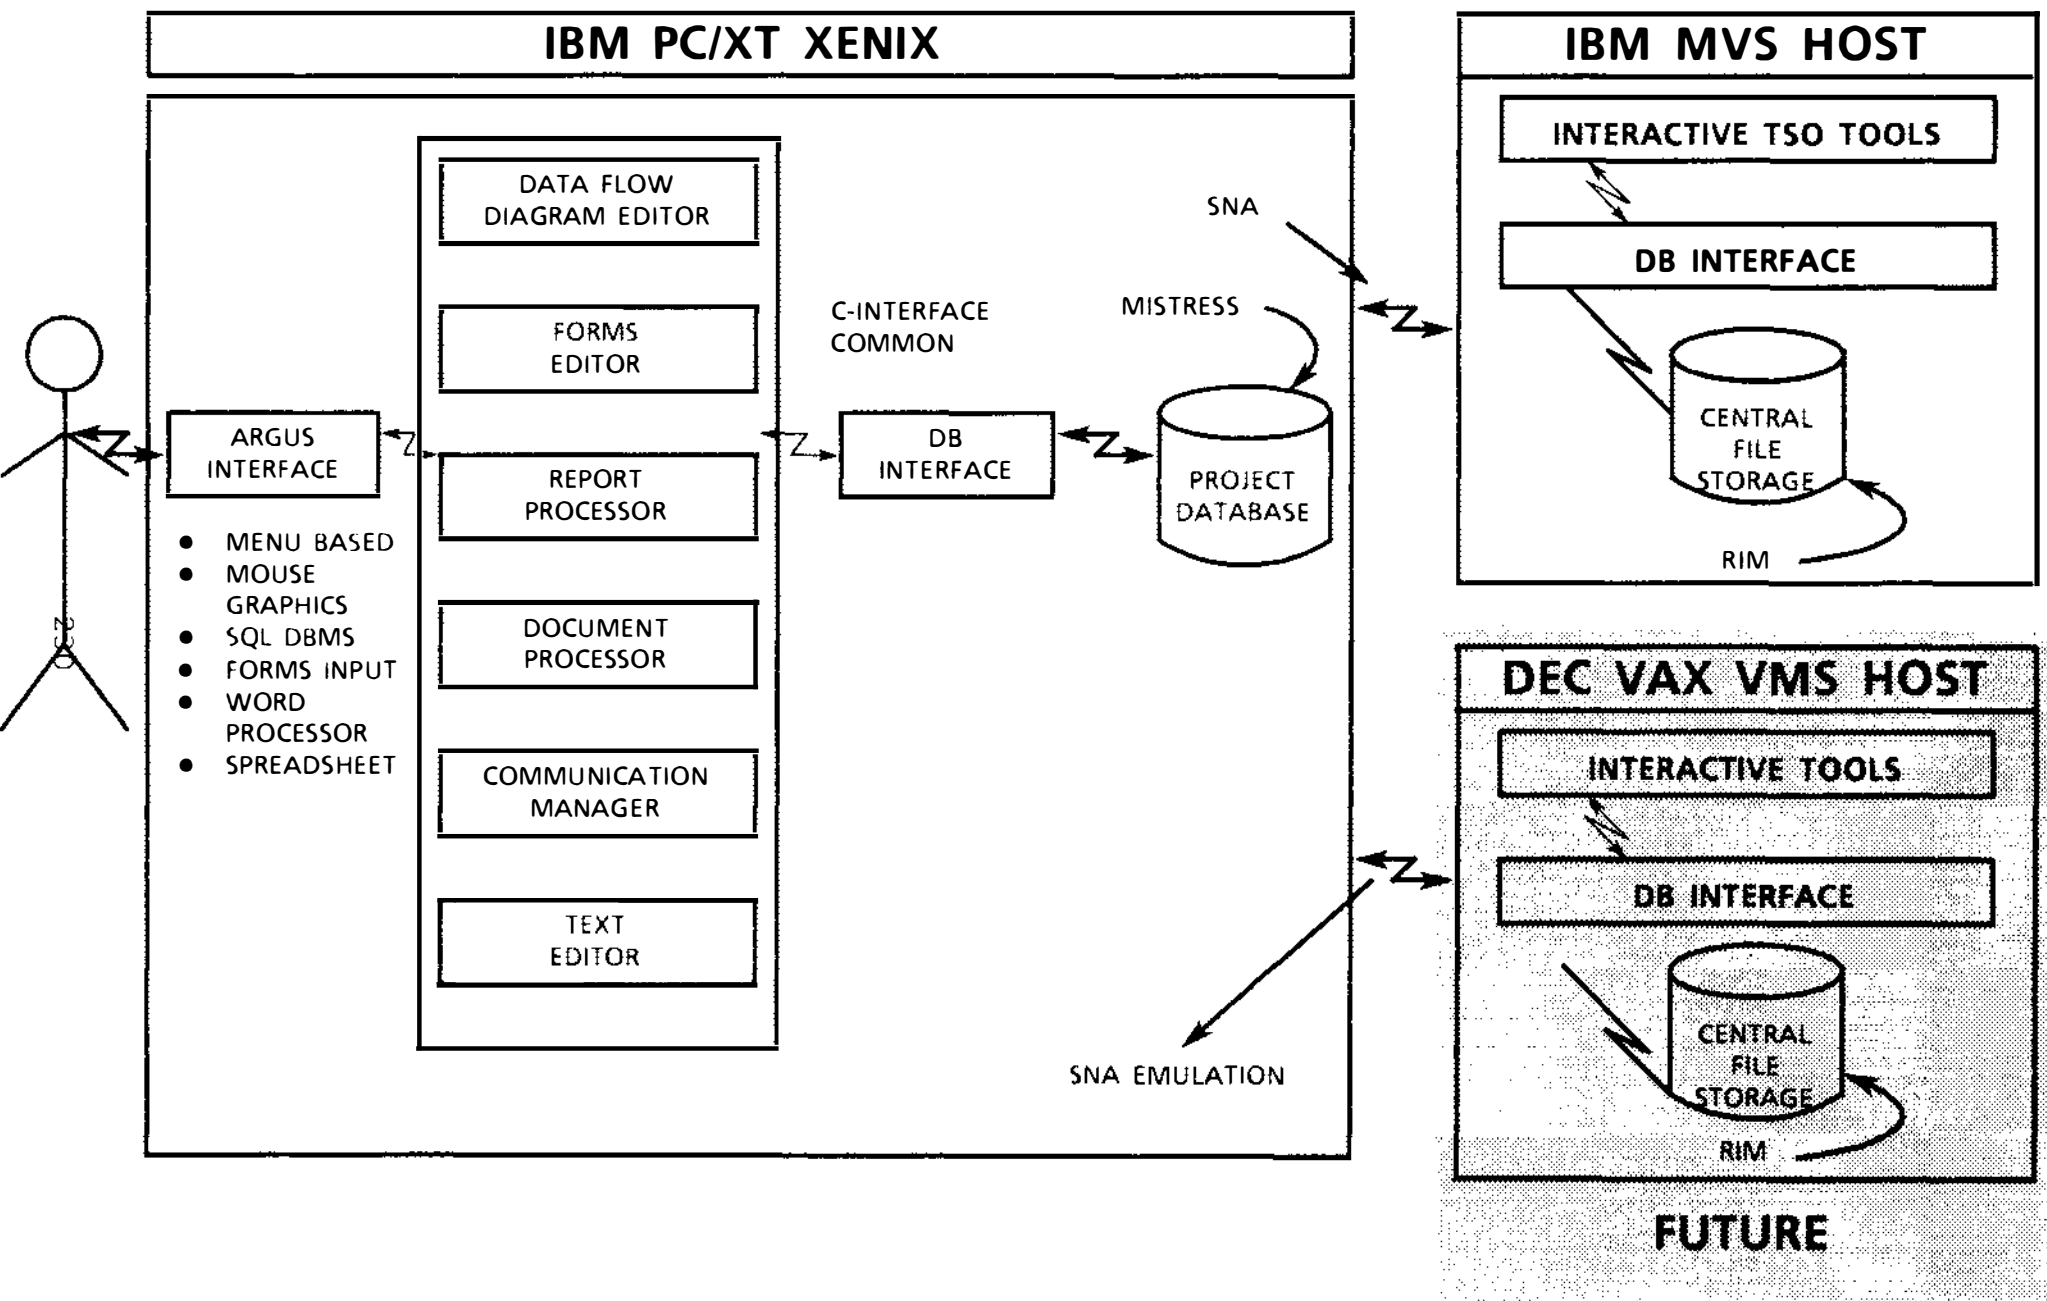 IBM PC/XT XENIX
DATA FLOW
DIAGRAM EDITOR
FORMS
EDITOR
REPORT
PROCESSOR
DOCUMENT
PROCESSOR
COMMUNICATION
MANAGER
TEXT
EDITOR
ARGUS
INTERFACE
● MENU BASED
● MOUSE
GRAPHICS
● SQL DBMS
● FORMS INPUT
● WORD
PROCESSOR
● SPREADSHEET
C-INTERFACE
COMMON
DB
INTERFACE
MISTRESS
PROJECT
DATABASE
SNA
SNA EMULATION
IBM MVS HOST
INTERACTIVE TSO TOOLS
DB INTERFACE
CENTRAL
FILE
STORAGE
RIM
DEC VAX VMS HOST
INTERACTIVE TOOLS
DB INTERFACE
CENTRAL
FILE
STORAGE
RIM
FUTURE